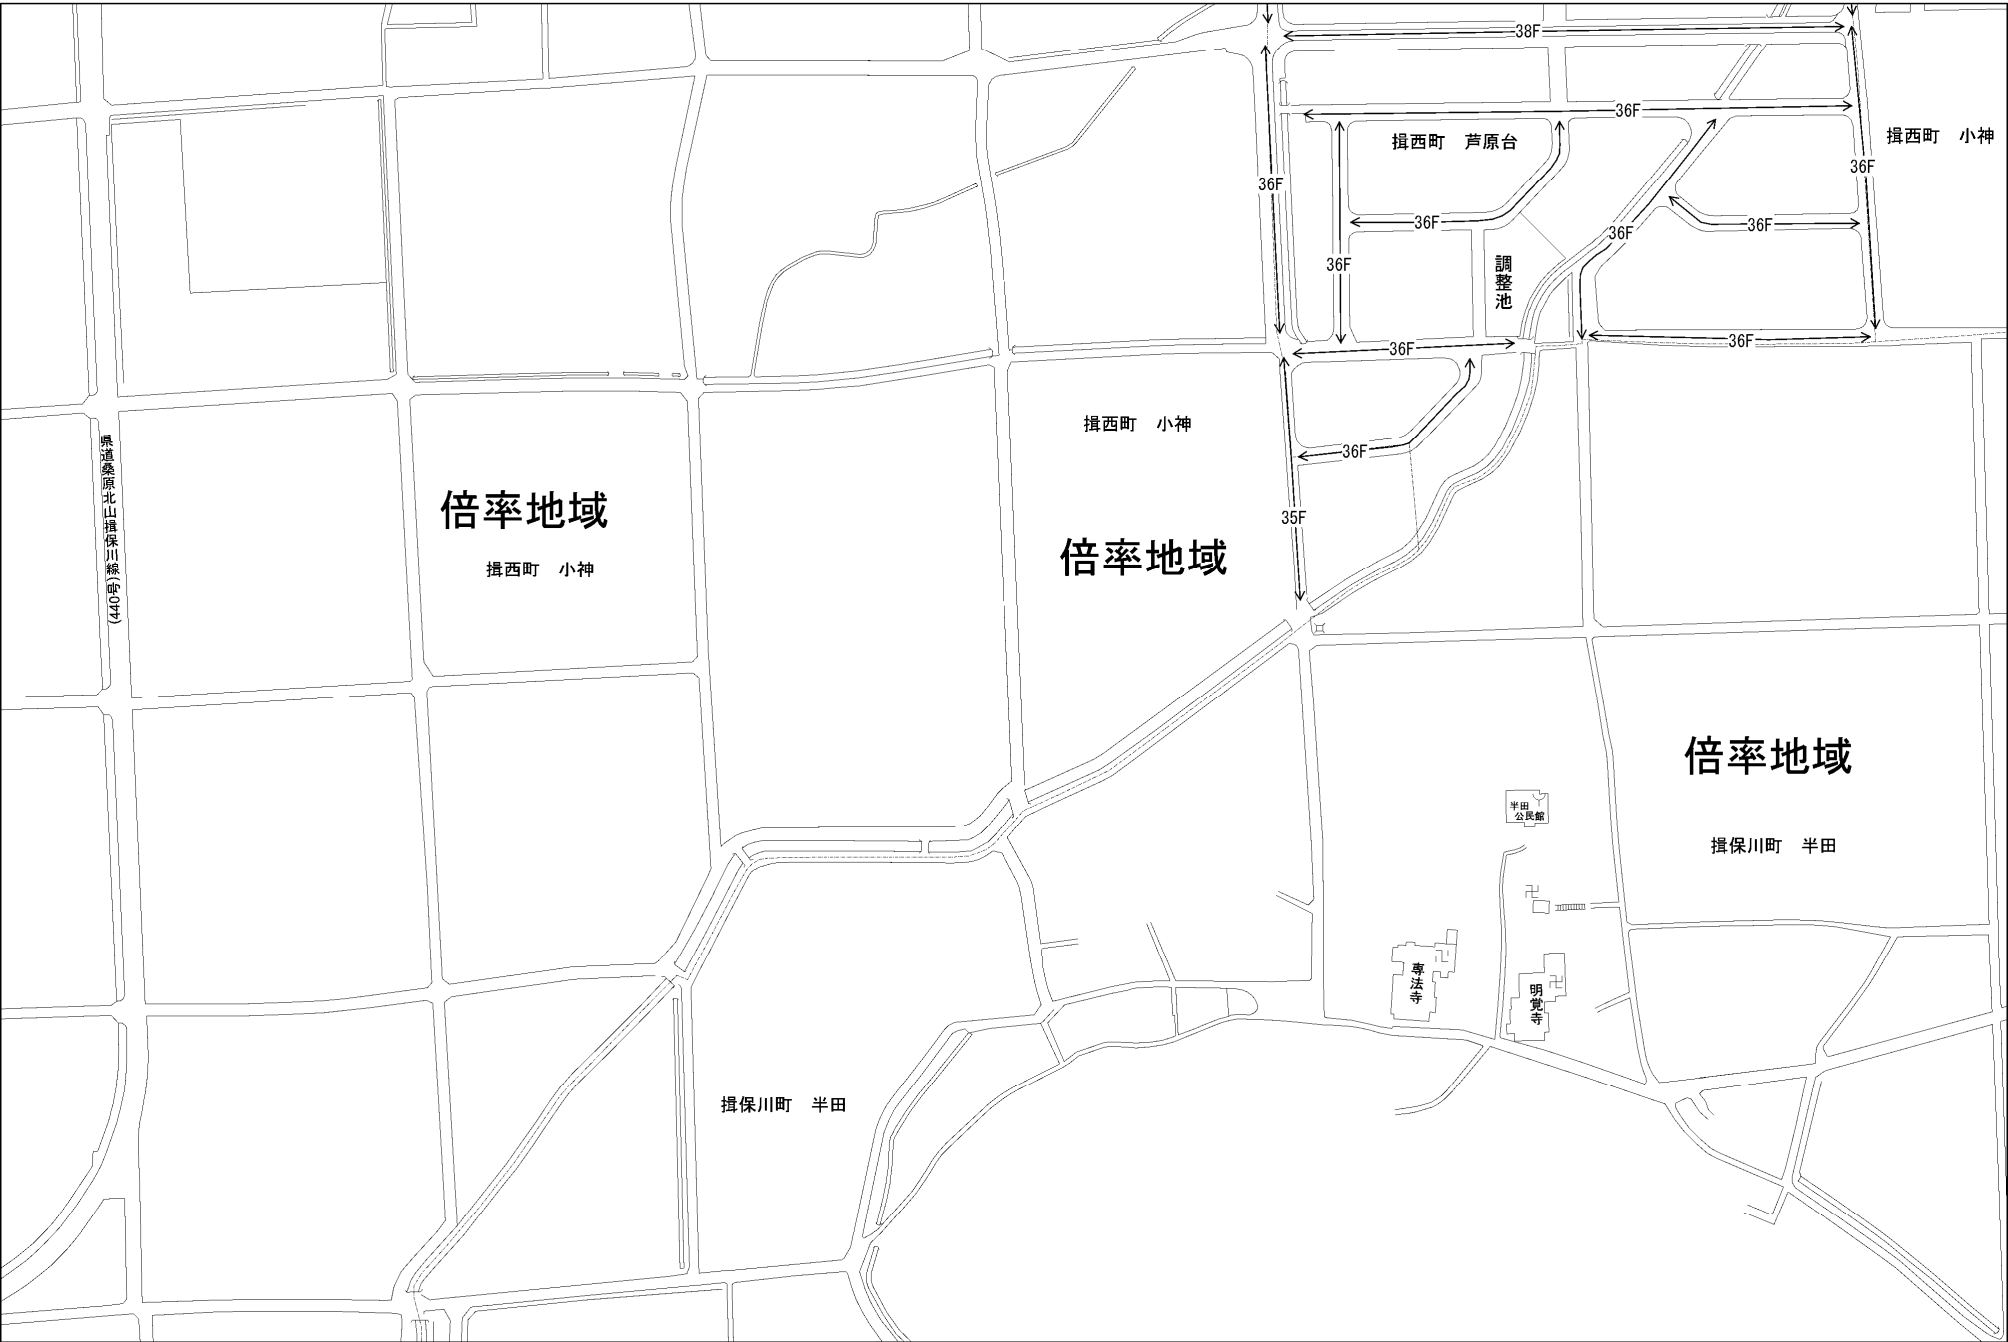 38F
36F
揖西町　芦原台
揖西町　小神
36F
36F
36F
36F
36F
36F
調整池
36F
36F
36F
揖西町　小神
県道桑原北山揖保川線(440号)
36F
倍率地域
35F
倍率地域
揖西町　小神
倍率地域
半田
公民館
揖保川町　半田
専法寺
明覚寺
揖保川町　半田